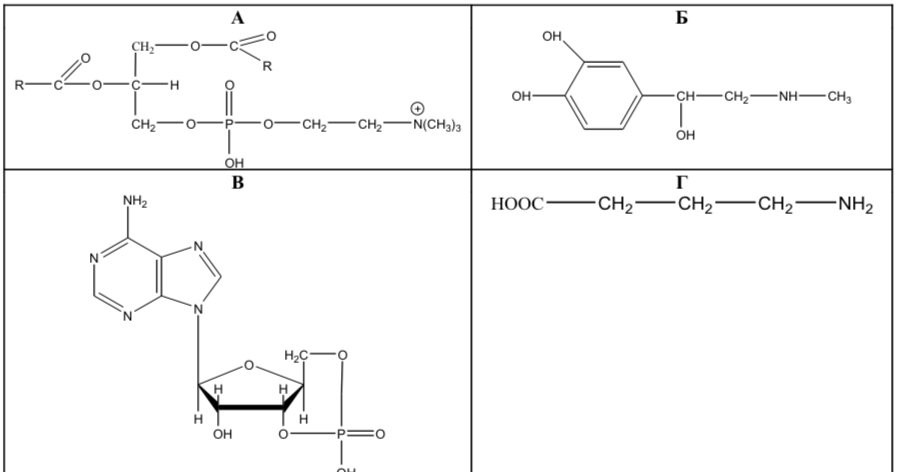 А
CH₂ O C O
R
R C O
O C H
O
CH₂ O P O CH₂ CH₂ N(CH₃)₃
+
OH
Б
OH
OH CH CH₂ NH CH₃
OH
В
NH₂
N N
N N
O H₂C O
H H
H H
OH O P O
OH
Г
HOOC CH₂ CH₂ CH₂ NH₂